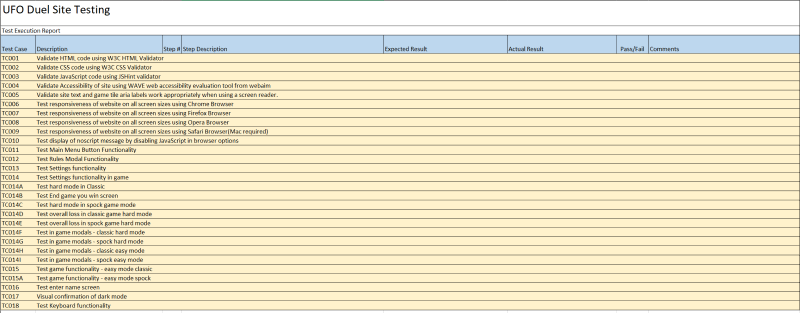 UFO Duel Site Testing
Test Execution Report
Test Case Description Step # Step Description Expected Result Actual Result Pass/Fail Comments
TC001 Validate HTML code using W3C HTML Validator
TC002 Validate CSS code using W3C CSS Validator
TC003 Validate JavaScript code using JSHint validator
TC004 Validate Accessibility of site using WAVE web accessibility evaluation tool from webaim
TC005 Validate site text and game tile aria labels work appropriately when using a screen reader.
TC006 Test responsiveness of website on all screen sizes using Chrome Browser
TC007 Test responsiveness of website on all screen sizes using Firefox Browser
TC008 Test responsiveness of website on all screen sizes using Opera Browser
TC009 Test responsiveness of website on all screen sizes using Safari Browser(Mac required)
TC010 Test display of noscript message by disabling JavaScript in browser options
TC011 Test Main Menu Button Functionality
TC012 Test Rules Modal Functionality
TC013 Test Settings functionality
TC014 Test Settings functionality in game
TC014A Test hard mode in Classic
TC014B Test End game you win screen
TC014C Test hard mode in spock game mode
TC014D Test overall loss in classic game hard mode
TC014E Test overall loss in spock game hard mode
TC014F Test in game modals - classic hard mode
TC014G Test in game modals - spock hard mode
TC014H Test in game modals - classic easy mode
TC014I Test in game modals - spock easy mode
TC015 Test game functionality - easy mode classic
TC015A Test game functionality - easy mode spock
TC016 Test enter name screen
TC017 Visual confirmation of dark mode
TC018 Test Keyboard functionality